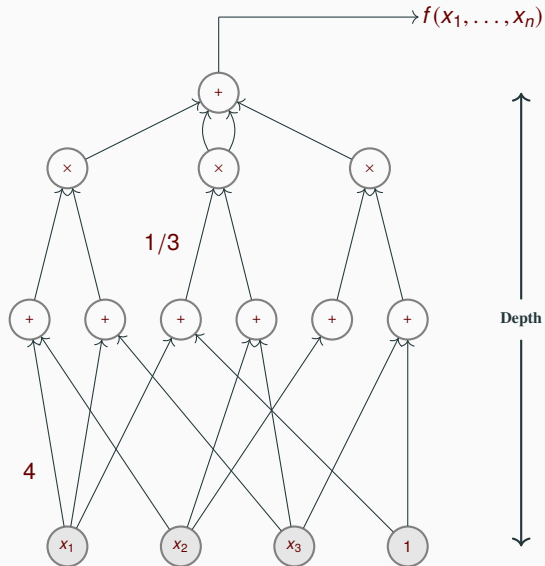 f(x₁, . . . , xₙ)
+
× × ×
1/3
+ + + + + +
Depth
4
x₁ x₂ x₃ 1